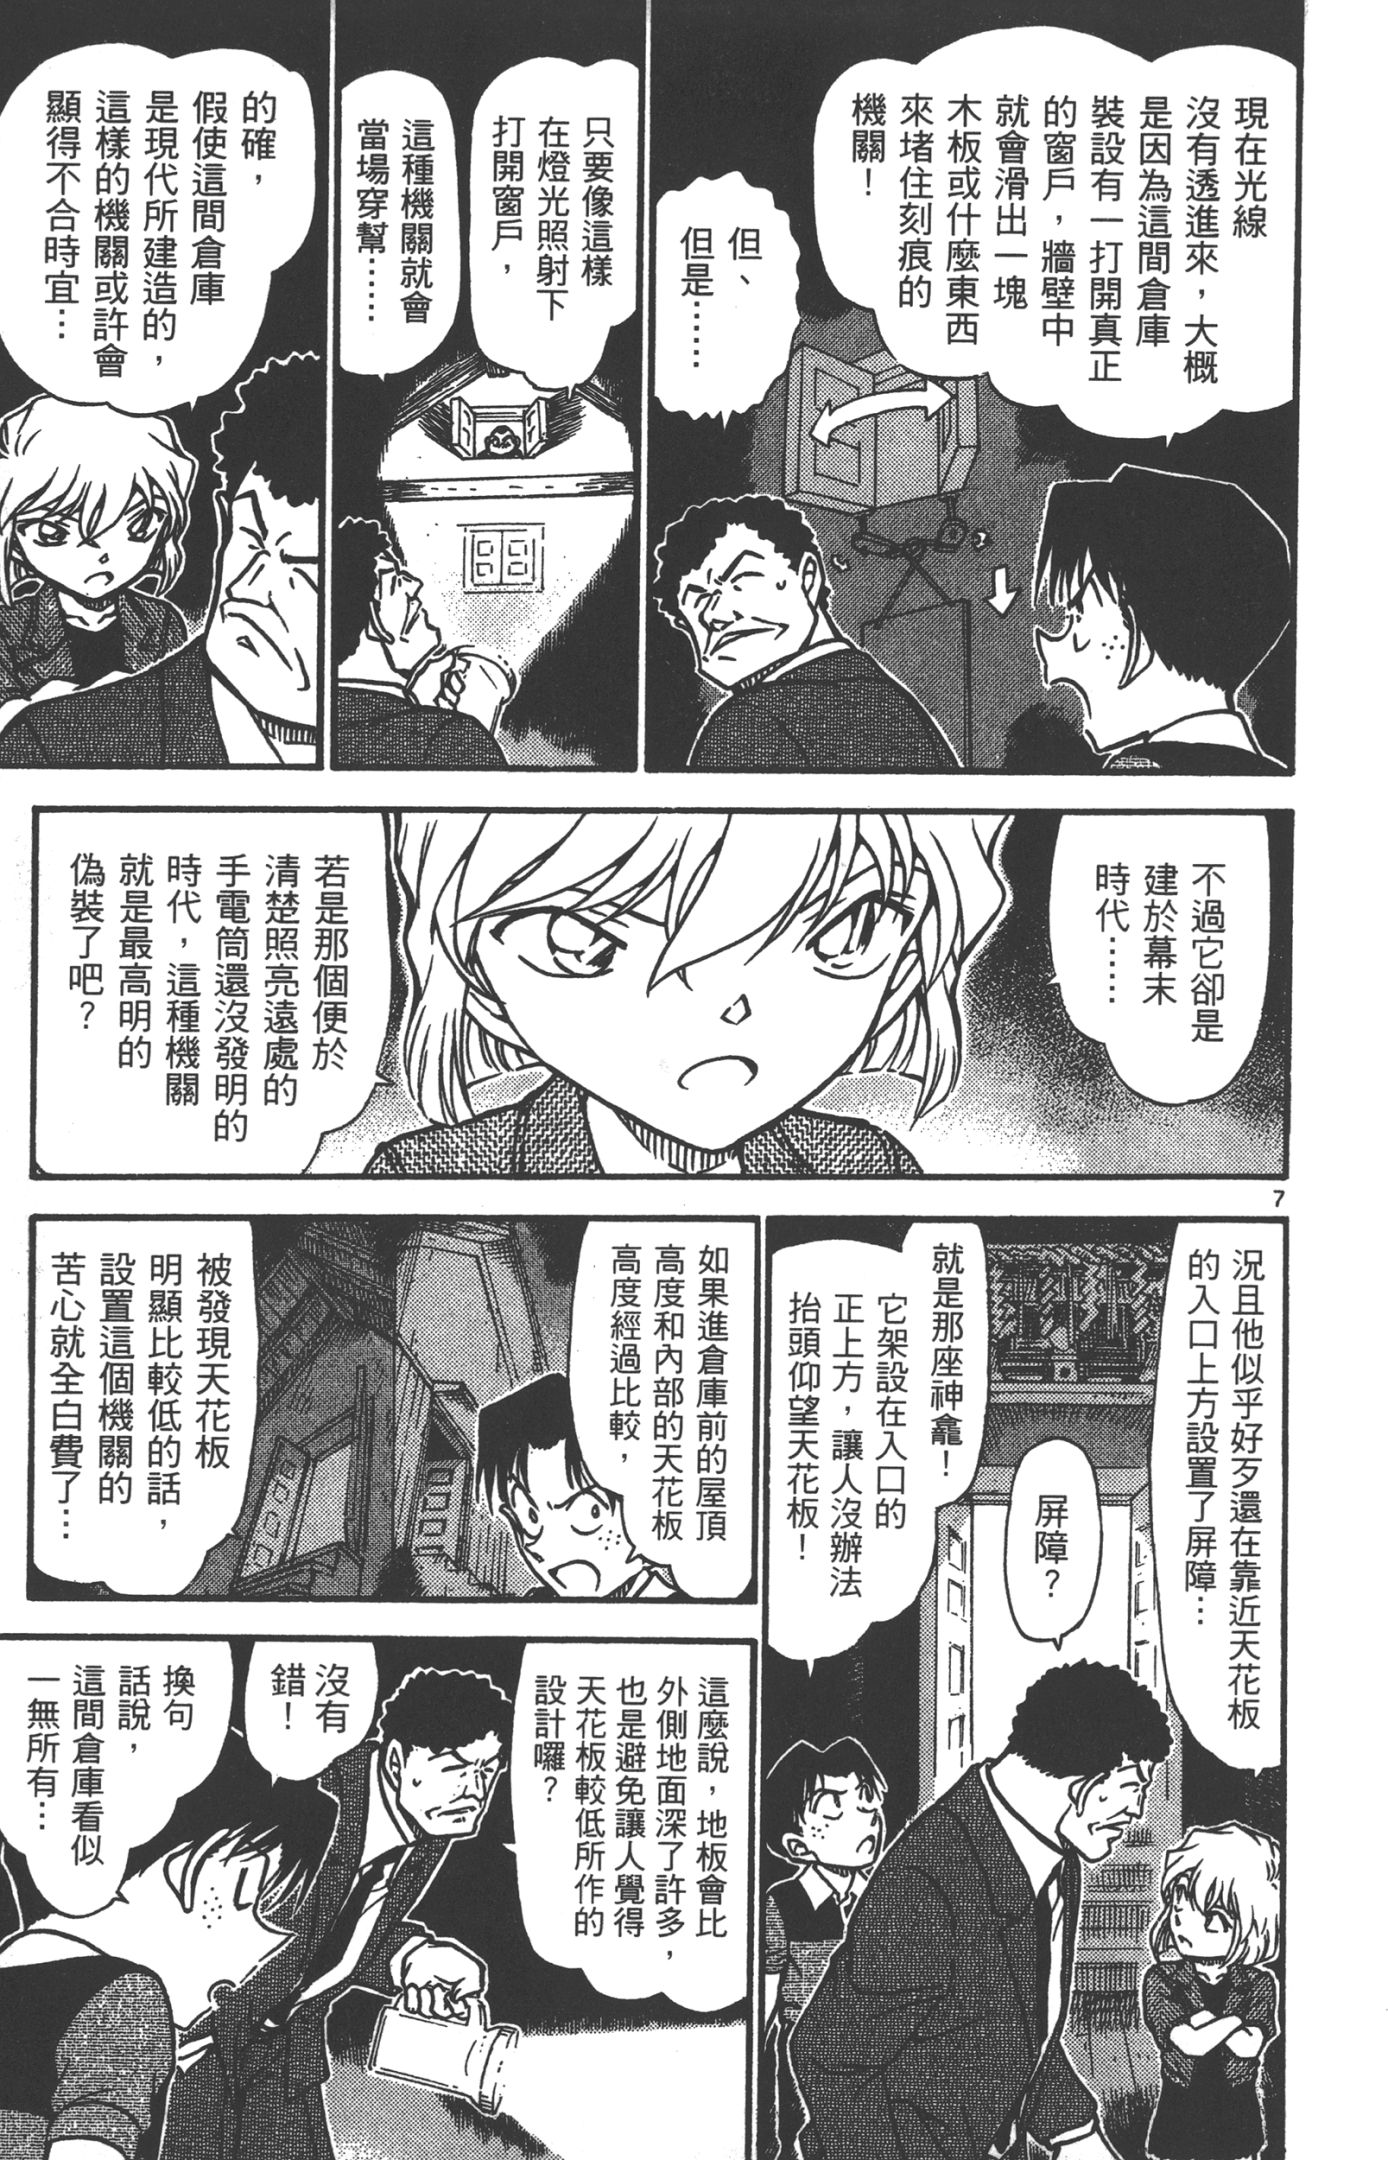 現在光線
沒有透進來，大概
是因為這間倉庫
裝設有一打開真正
的窗戶，牆壁中
就會滑出一塊
木板或什麼東西
來堵住刻痕的
機關！
但、
但是……
只要像這樣
在燈光照射下
打開窗戶，
這種機關就會
當場穿幫……
的確，
假使這間倉庫
是現代所建造的，
這樣的機關或許會
顯得不合時宜…
不過它卻是
建於幕末
時代……
若是那個便於
清楚照亮遠處的
手電筒還沒發明的
時代，這種機關
就是最高明的
偽裝了吧？
7
況且他似乎好歹還在靠近天花板
的入口上方設置了屏障…
屏障？
就是那座神龕！
它架設在入口的
正上方，讓人沒辦法
抬頭仰望天花板！
如果進倉庫前的屋頂
高度和內部的天花板
高度經過比較，
被發現天花板
明顯比較低的話，
設置這個機關的
苦心就全白費了…
這麼說，地板會比
外側地面深了許多，
也是避免讓人覺得
天花板較低所作的
設計囉？
沒有
錯！
換句
話說，
這間倉庫看似
一無所有…